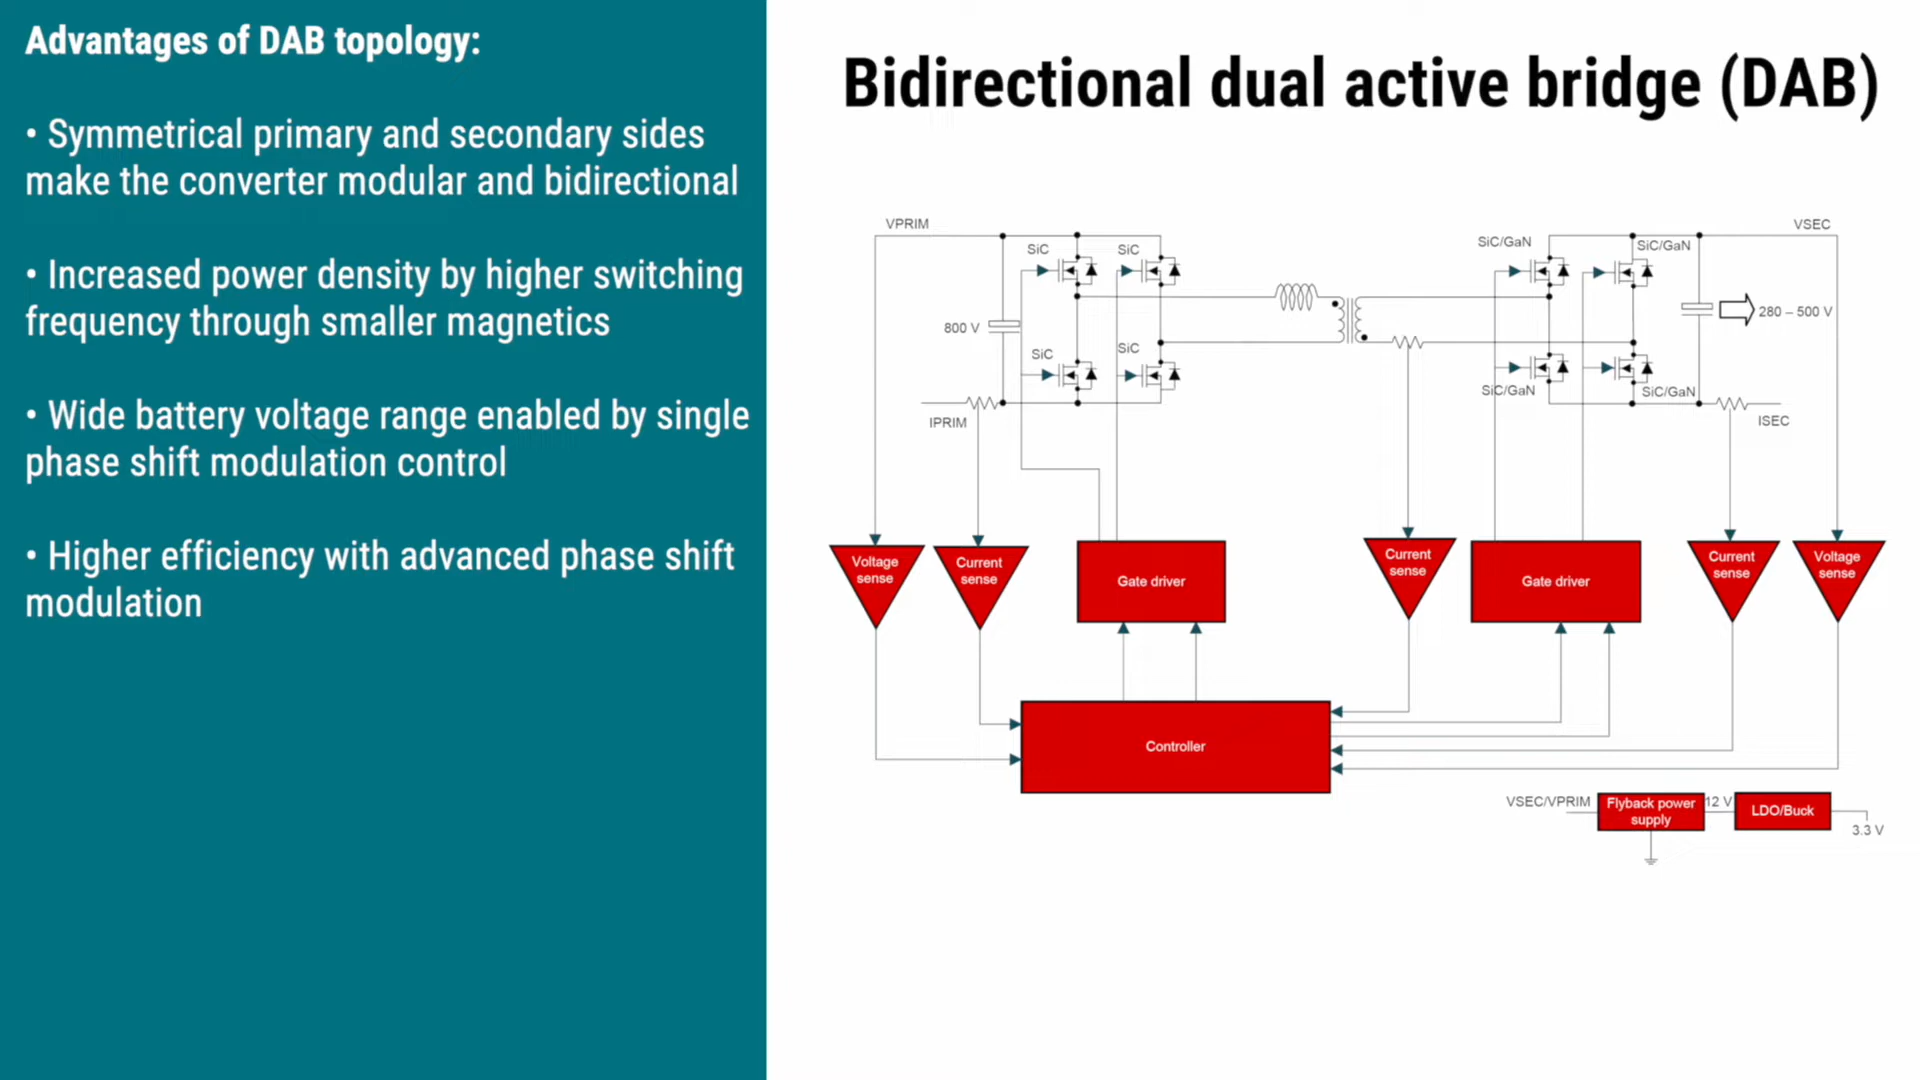 Advantages of DAB topology:
• Symmetrical primary and secondary sides
make the converter modular and bidirectional
• Increased power density by higher switching
frequency through smaller magnetics
• Wide battery voltage range enabled by single
phase shift modulation control
• Higher efficiency with advanced phase shift
modulation
Bidirectional dual active bridge (DAB)
VPRIM
SiC
SiC
800 V
SiC
SiC
IPRIM
SiC/GaN
SiC/GaN
VSEC
280 – 500 V
SiC/GaN
SiC/GaN
ISEC
Voltage
sense
Current
sense
Gate driver
Current
sense
Gate driver
Current
sense
Voltage
sense
Controller
VSEC/VPRIM
Flyback power
supply
12 V
LDO/Buck
3.3 V